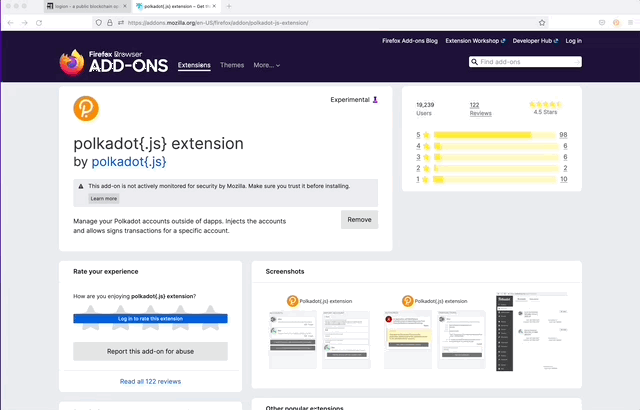 logion – a public blockchain op
polkadot{.js} extension – Get th
https://addons.mozilla.org/en-US/firefox/addon/polkadot-js-extension/
Firefox Add-ons Blog
Extension Workshop
Developer Hub
Log in
Firefox Browser
ADD-ONS
Extensions
Themes
More...
Find add-ons
Experimental
polkadot{.js} extension
by polkadot{.js}
This add-on is not actively monitored for security by Mozilla. Make sure you trust it before installing.
Learn more
Manage your Polkadot accounts outside of dapps. Injects the accounts
and allows signs transactions for a specific account.
Remove
19,239
Users
122
Reviews
4.5 Stars
5 98
4 6
3 6
2 2
1 10
Rate your experience
How are you enjoying polkadot{.js} extension?
Log in to rate this extension
Report this add-on for abuse
Read all 122 reviews
Screenshots
Polkadot{.js} extension
Polkadot{.js} extension
Other popular extensions